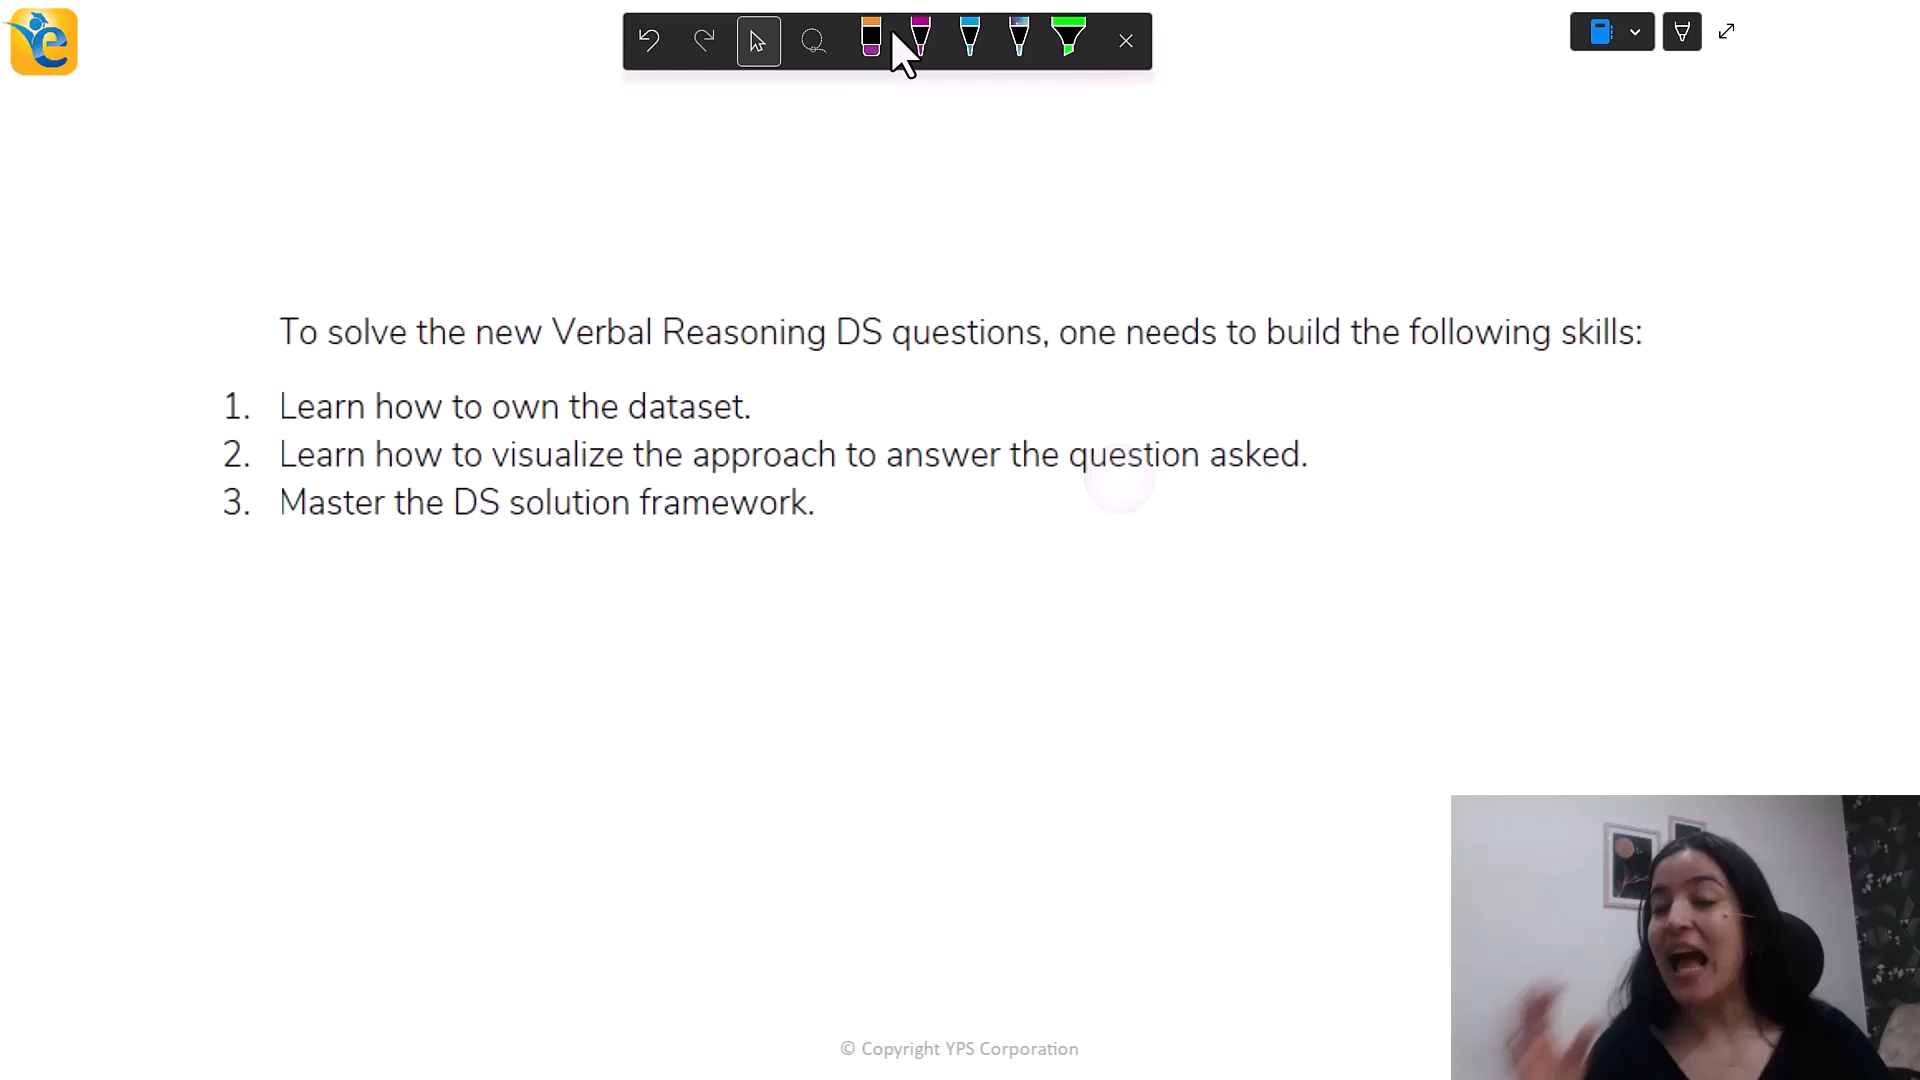 To solve the new Verbal Reasoning DS questions, one needs to build the following skills:
1. Learn how to own the dataset.
2. Learn how to visualize the approach to answer the question asked.
3. Master the DS solution framework.
© Copyright YPS Corporation